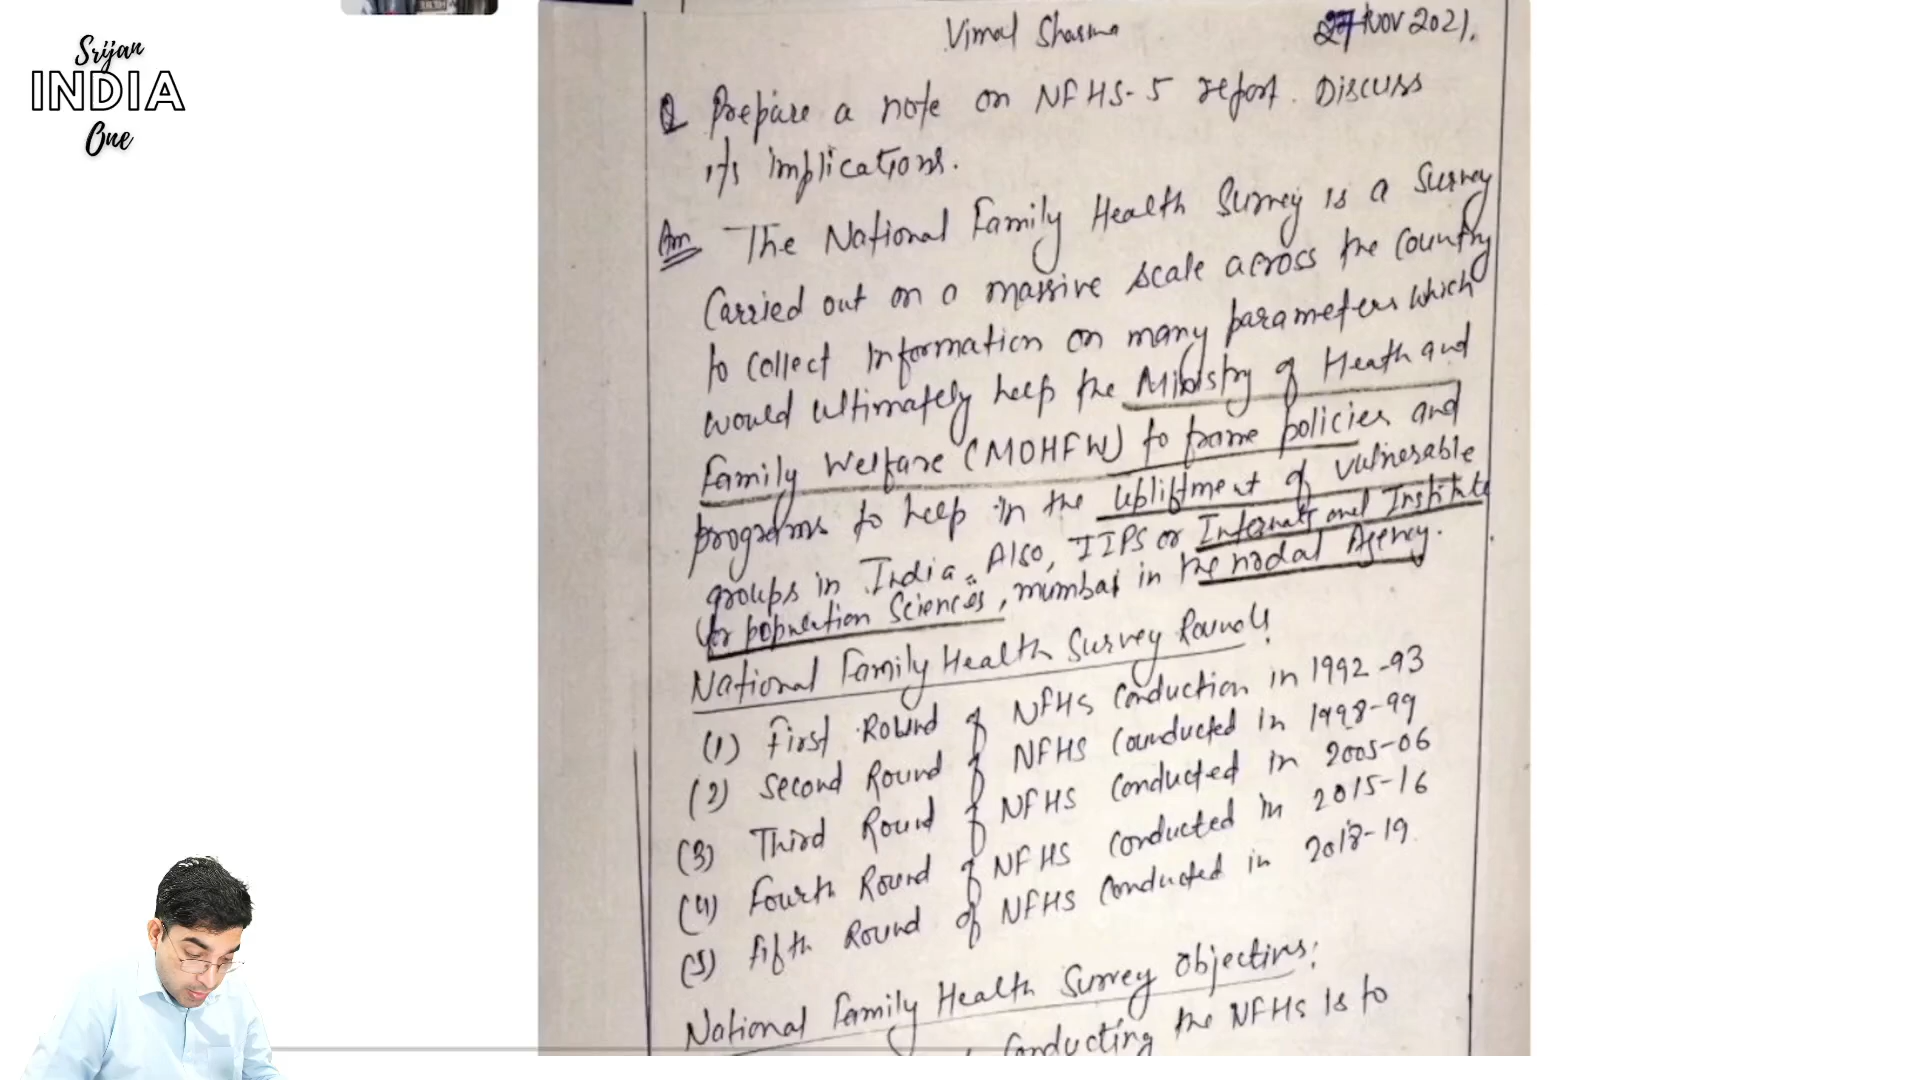 Srijan
INDIA
One
Vimal Sharma 27 Nov 2021.
Q Prepare a note on NFHS-5 report. Discuss
its implications.
Ans The National Family Health Survey is a survey
Carried out on a massive scale across the country
to collect Information on many parameters which
would ultimately help the Ministry of Heath and
Family Welfare (MOHFW) to frame policies and
programs to help in the upliftment of vulnerable
groups in India. Also, IIPS or International Institute
for population Sciences, mumbai in the nodal Agency.
National Family Health Survey Rounds!
(1) First Round of NFHS Conduction in 1992-93
(2) Second Round of NFHS Counducted in 1998-99
(3) Third Round of NFHS Conducted in 2005-06
(4) Fourth Round of NFHS conducted in 2015-16
(5) Fifth Round of NFHS Conducted in 2018-19.
National Family Health Survey Objectives:
Conducting the NFHS Is to